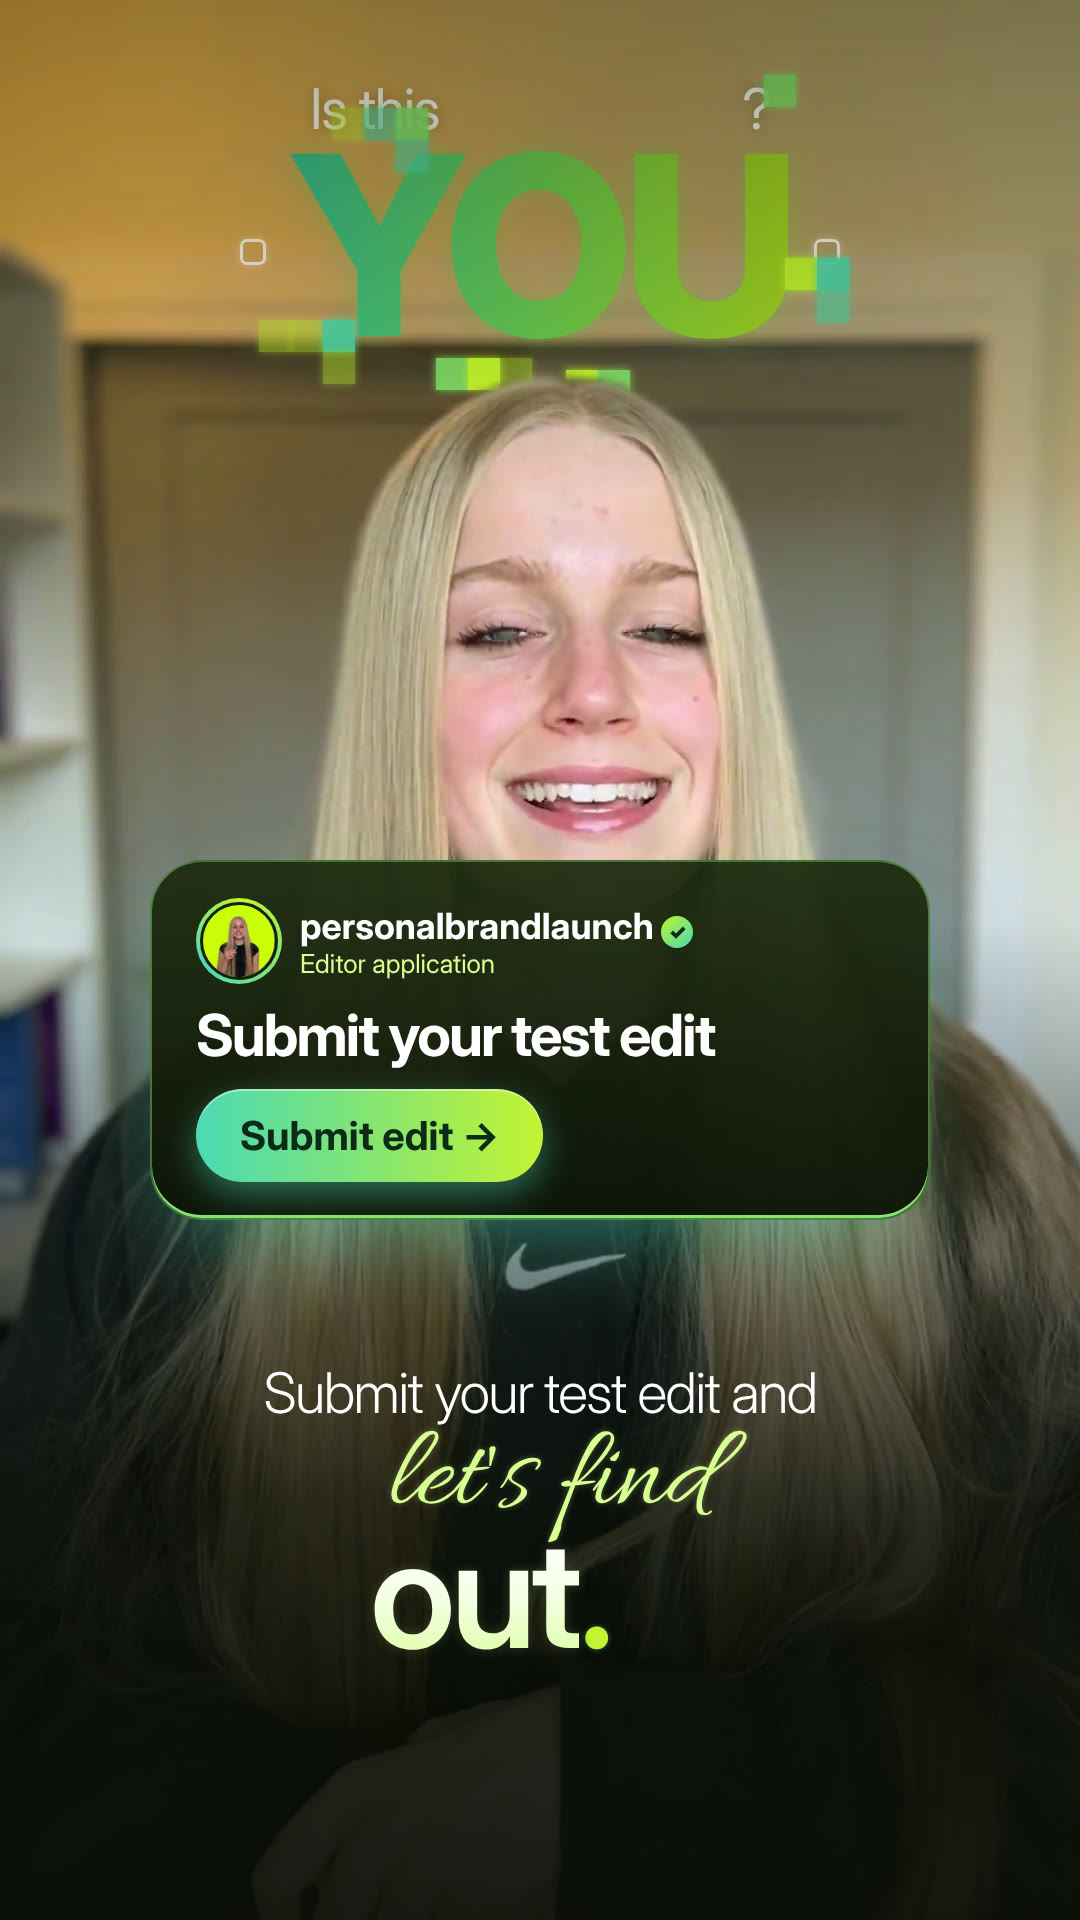 Is this ?
YOU
personalbrandlaunch
Editor application
Submit your test edit
Submit edit →
Submit your test edit and
let's find
out.